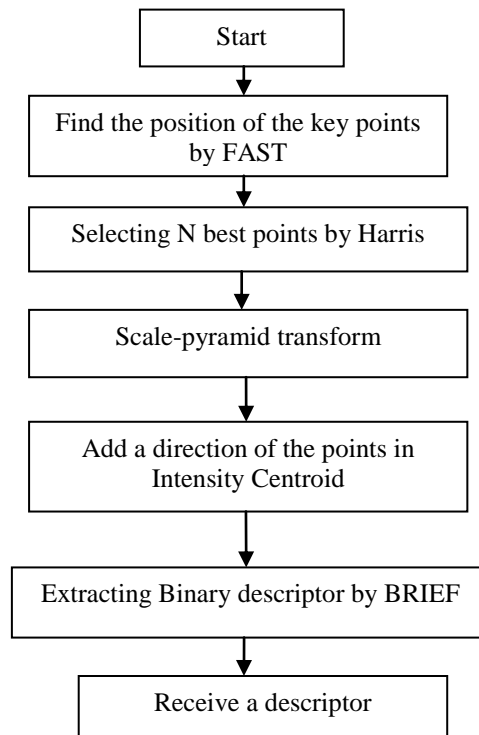 Start
Find the position of the key points
by FAST
Selecting N best points by Harris
Scale-pyramid transform
Add a direction of the points in
Intensity Centroid
Extracting Binary descriptor by BRIEF
Receive a descriptor